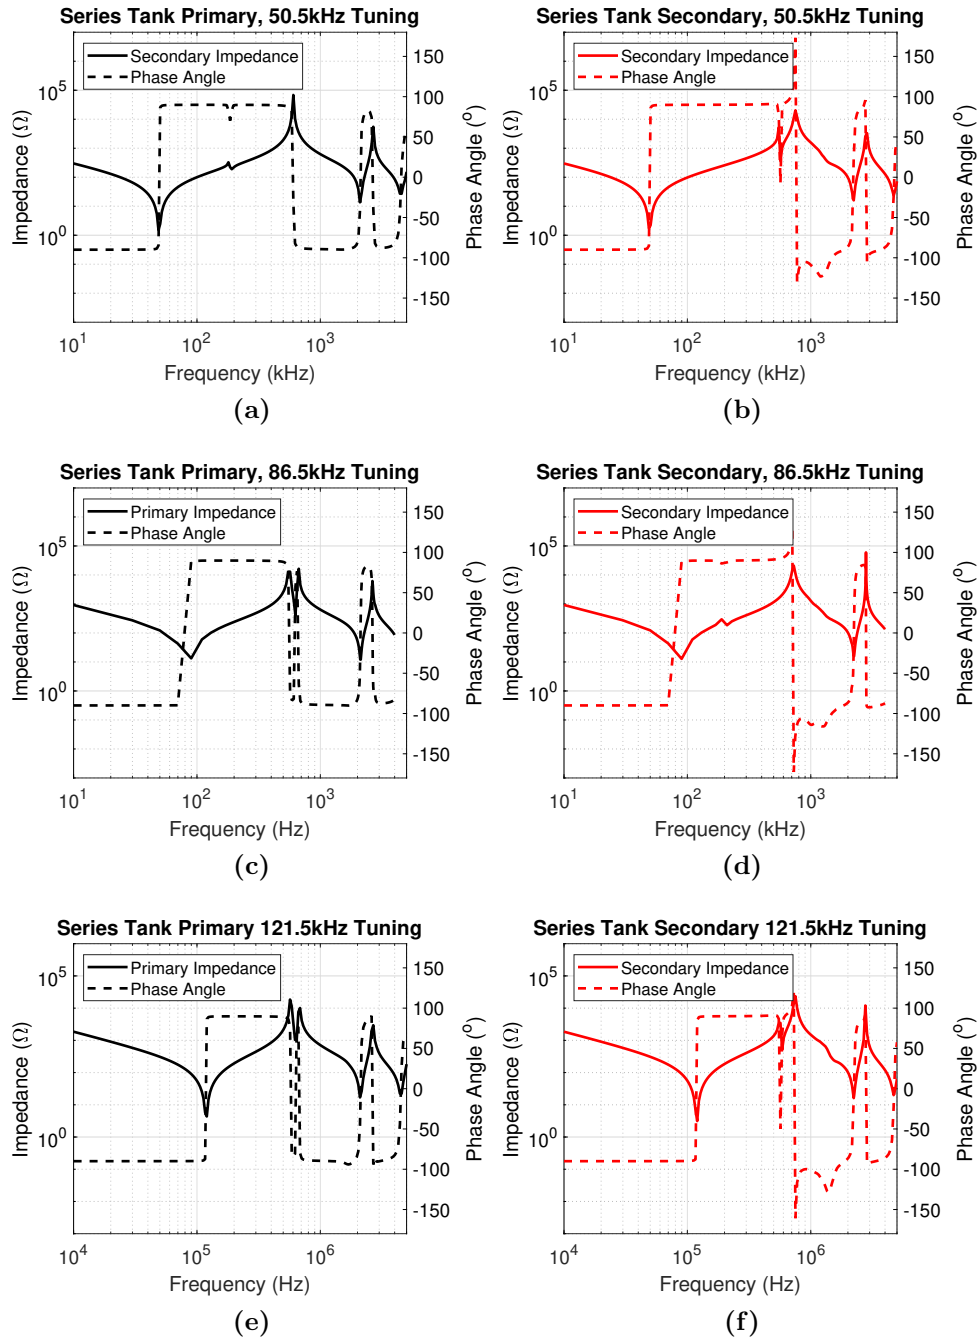 Series Tank Primary, 50.5kHz Tuning
Secondary Impedance
Phase Angle
10^5
10^0
Impedance (Ω)
150
100
50
0
-50
-100
-150
Phase Angle (°)
10^1 10^2 10^3
Frequency (kHz)
(a)
Series Tank Secondary, 50.5kHz Tuning
Secondary Impedance
Phase Angle
10^5
10^0
Impedance (Ω)
150
100
50
0
-50
-100
-150
Phase Angle (°)
10^1 10^2 10^3
Frequency (kHz)
(b)
Series Tank Primary, 86.5kHz Tuning
Primary Impedance
Phase Angle
10^5
10^0
Impedance (Ω)
150
100
50
0
-50
-100
-150
Phase Angle (°)
10^1 10^2 10^3
Frequency (Hz)
(c)
Series Tank Secondary, 86.5kHz Tuning
Secondary Impedance
Phase Angle
10^5
10^0
Impedance (Ω)
150
100
50
0
-50
-100
-150
Phase Angle (°)
10^1 10^2 10^3
Frequency (kHz)
(d)
Series Tank Primary 121.5kHz Tuning
Primary Impedance
Phase Angle
10^5
10^0
Impedance (Ω)
150
100
50
0
-50
-100
-150
Phase Angle (°)
10^4 10^5 10^6
Frequency (Hz)
(e)
Series Tank Secondary 121.5kHz Tuning
Secondary Impedance
Phase Angle
10^5
10^0
Impedance (Ω)
150
100
50
0
-50
-100
-150
Phase Angle (°)
10^4 10^5 10^6
Frequency (Hz)
(f)